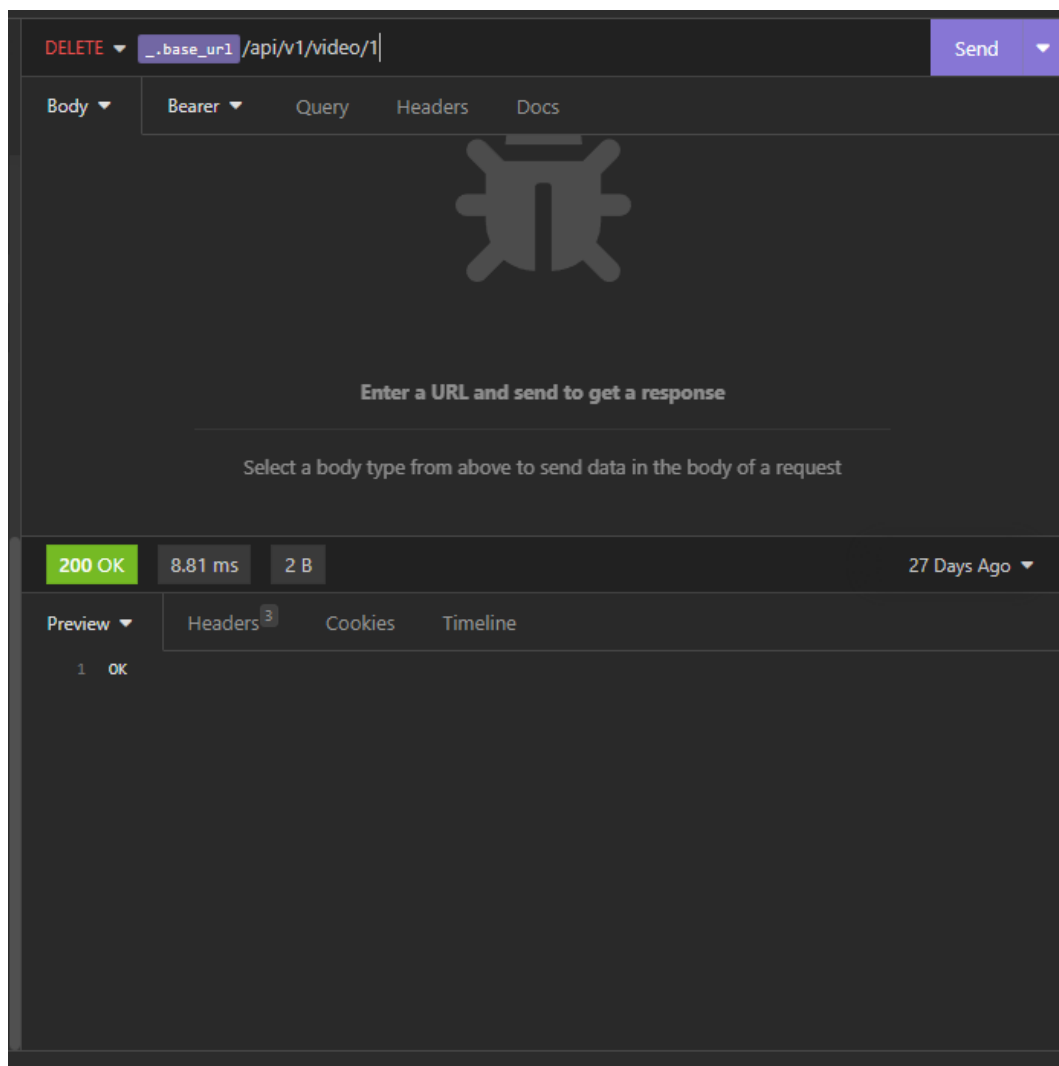 DELETE _.base_url /api/v1/video/1 Send
Body Bearer Query Headers Docs
Enter a URL and send to get a response
Select a body type from above to send data in the body of a request
200 OK 8.81 ms 2 B 27 Days Ago
Preview Headers 3 Cookies Timeline
1 OK